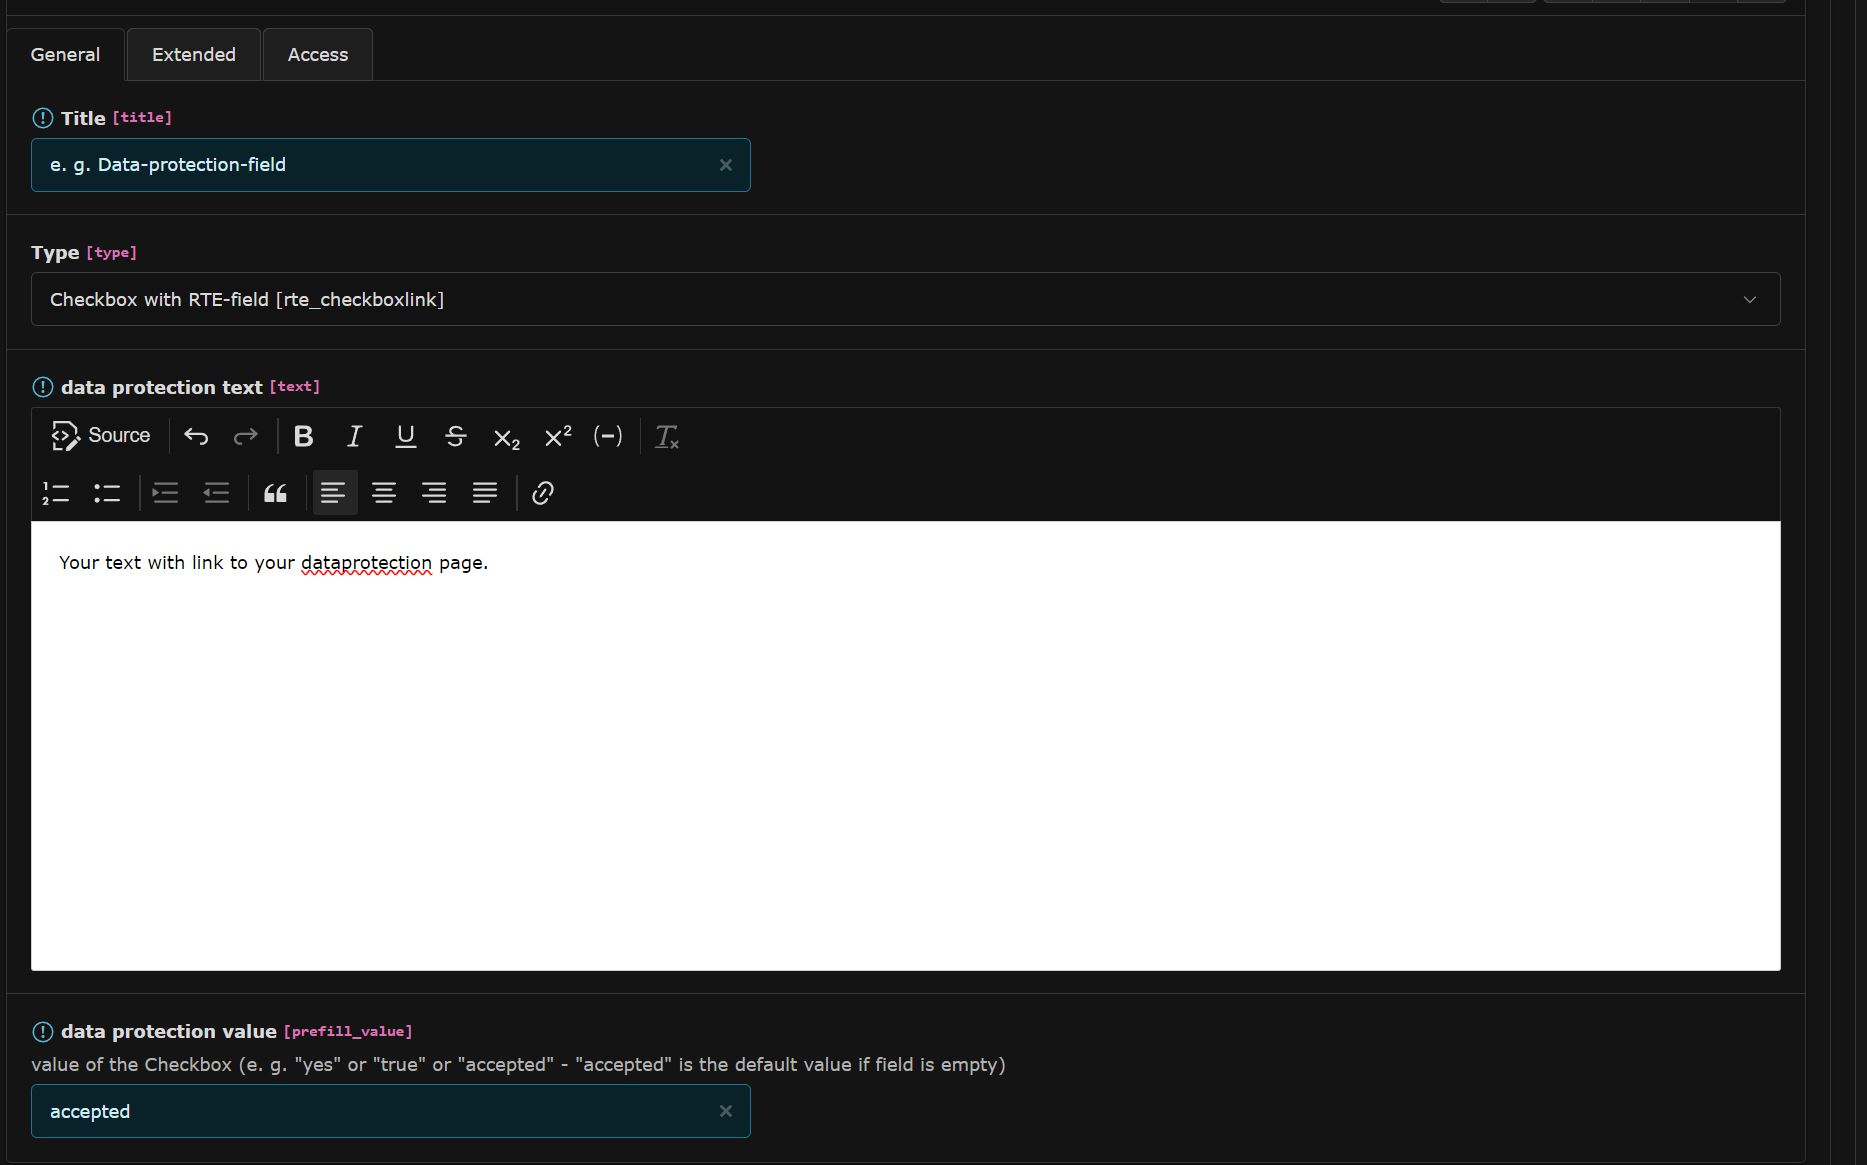 General Extended Access
Title [title]
e. g. Data-protection-field
Type [type]
Checkbox with RTE-field [rte_checkboxlink]
data protection text [text]
Source
Your text with link to your dataprotection page.
data protection value [prefill_value]
value of the Checkbox (e. g. "yes" or "true" or "accepted" - "accepted" is the default value if field is empty)
accepted